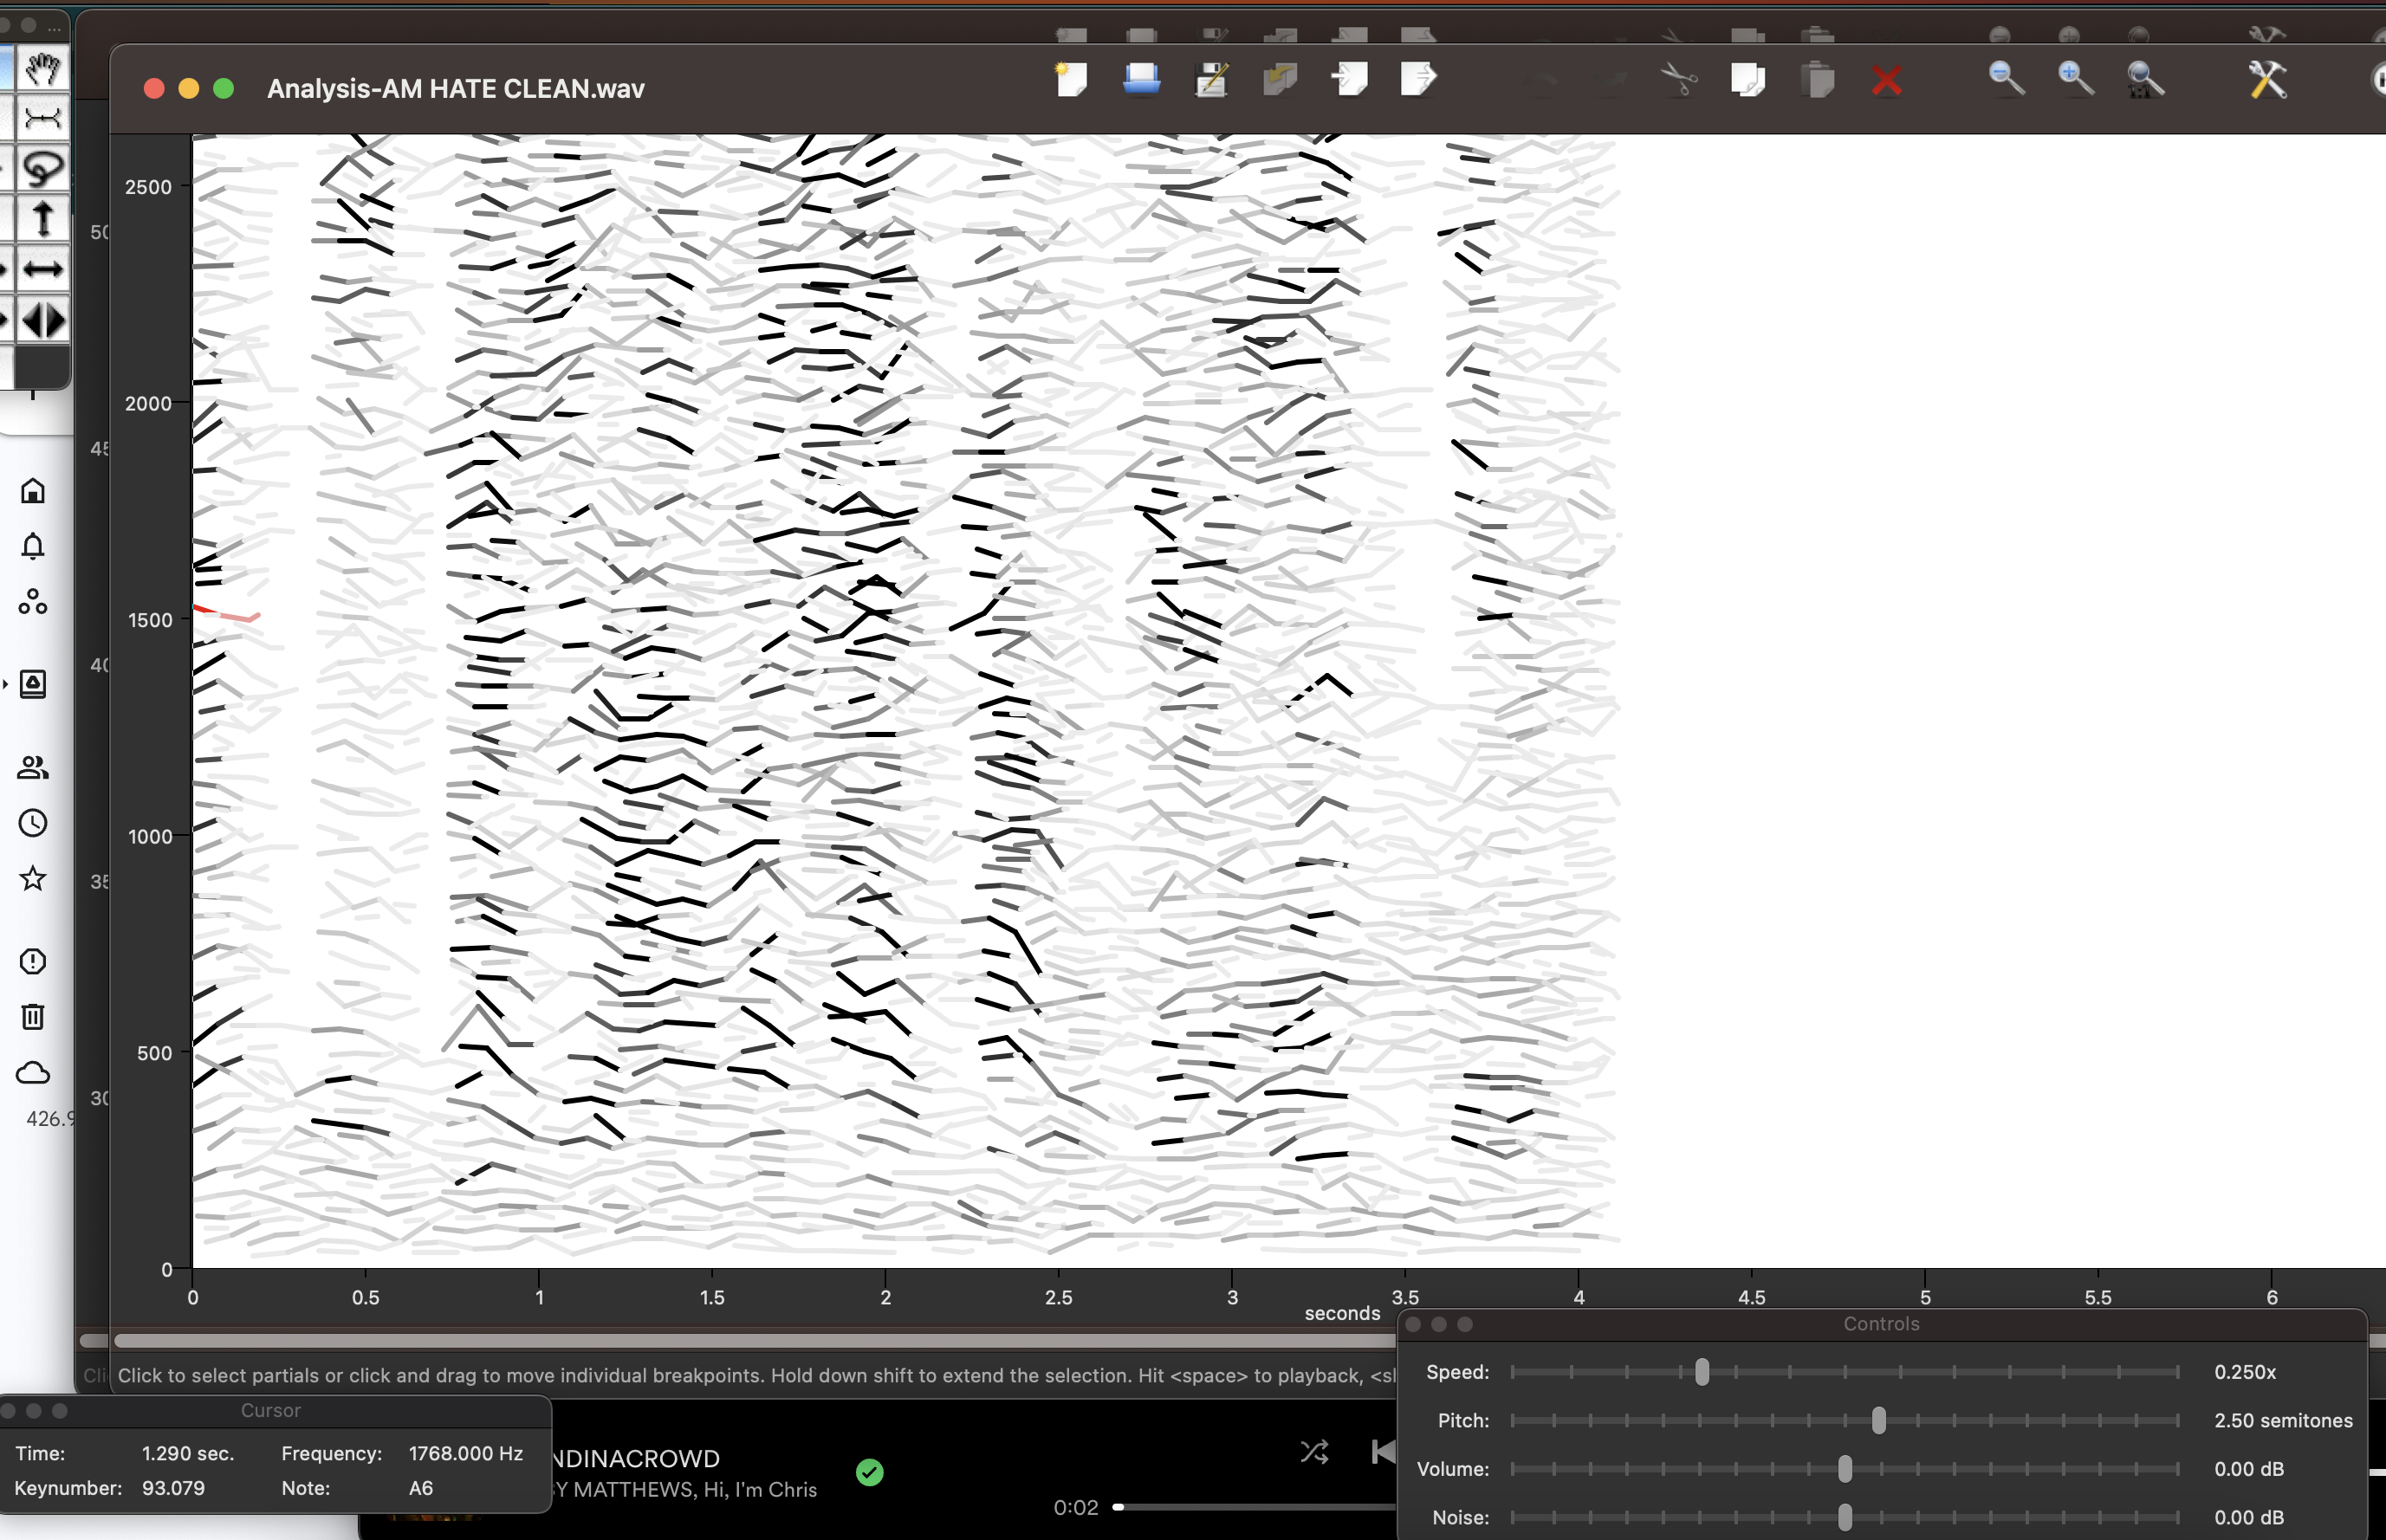 ...
Analysis-AM HATE CLEAN.wav
2500
2000
1500
1000
500
0
50
45
40
35
30
0 0.5 1 1.5 2 2.5 3 3.5 4 4.5 5 5.5 6
seconds
Click to select partials or click and drag to move individual breakpoints. Hold down shift to extend the selection. Hit <space> to playback, <sl
Cli
426.9
Cursor
Time: 1.290 sec. Frequency: 1768.000 Hz
Keynumber: 93.079 Note: A6
NDINACROWD
BY MATTHEWS, Hi, I'm Chris
0:02
Controls
Speed: 0.250x
Pitch: 2.50 semitones
Volume: 0.00 dB
Noise: 0.00 dB